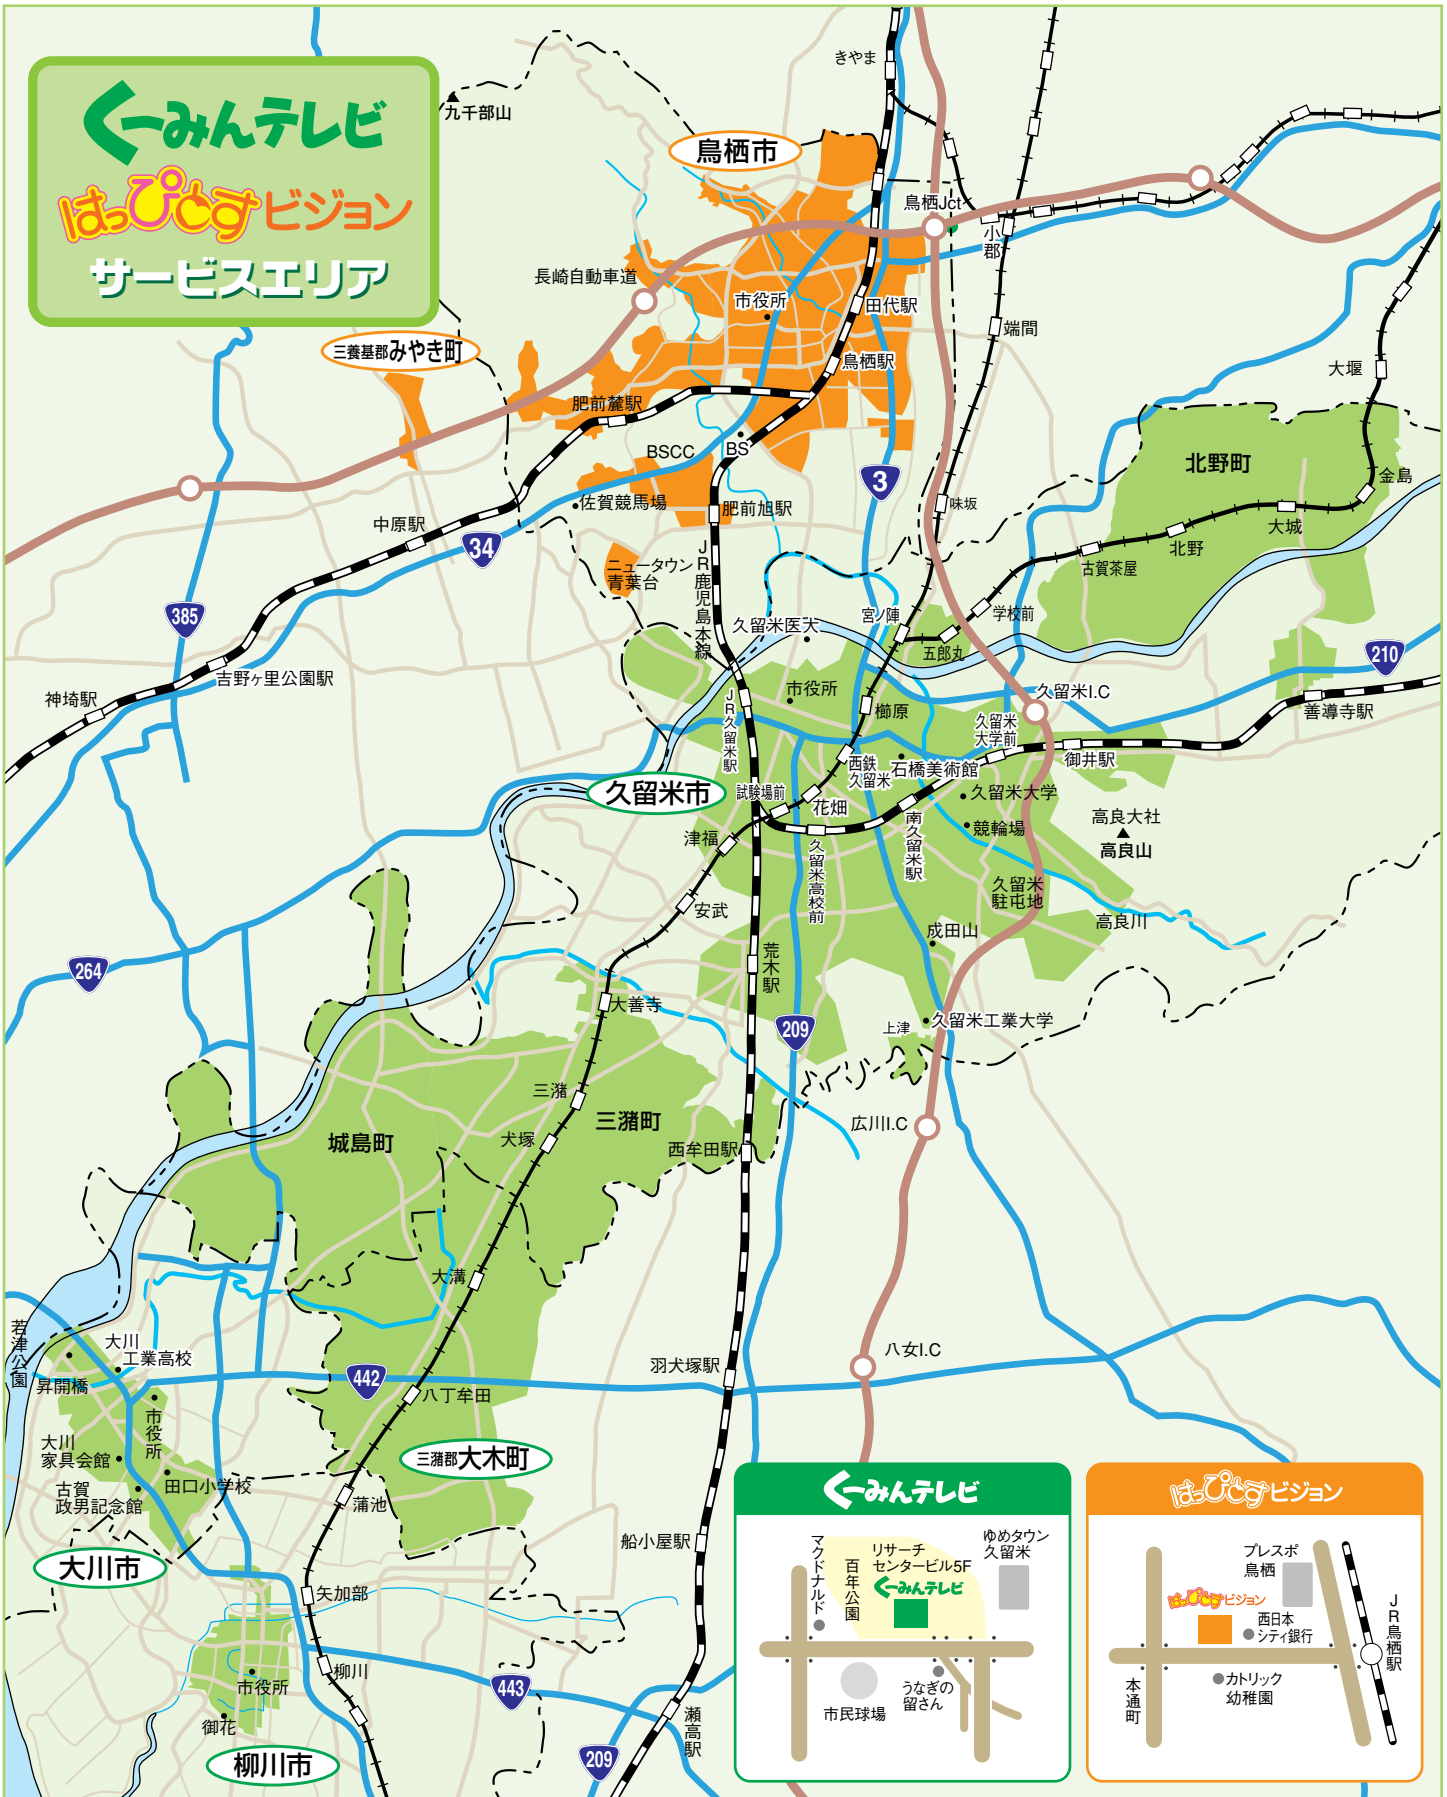 くーみんテレビ
はっぴとすビジョン
サービスエリア
九千部山
きやま
鳥栖市
鳥栖Jct
小郡
長崎自動車道
市役所
田代駅
端間
三養基郡みやき町
鳥栖駅
大堰
肥前麓駅
BSCC
BS
北野町
3
金島
佐賀競馬場
肥前旭駅
味坂
大城
中原駅
34
北野
JR鹿児島本線
ニュータウン
青葉台
古賀茶屋
385
久留米医大
宮ノ陣
学校前
五郎丸
210
吉野ヶ里公園駅
神埼駅
市役所
久留米I.C
JR久留米駅
櫛原
久留米
大学前
善導寺駅
西鉄
久留米
石橋美術館
御井駅
久留米市
試験場前
花畑
久留米大学
高良大社
津福
南久留米駅
競輪場
高良山
久留米高校前
久留米
駐屯地
安武
成田山
高良川
荒木駅
264
大善寺
209
上津
久留米工業大学
三潴
三潴町
城島町
犬塚
西牟田駅
広川I.C
大溝
若津公園
大川
工業高校
八女I.C
羽犬塚駅
昇開橋
442
八丁牟田
市役所
大川
家具会館
三潴郡大木町
田口小学校
古賀
政男記念館
蒲池
船小屋駅
大川市
矢加部
柳川
市役所
443
御花
瀬高駅
柳川市
209
くーみんテレビ
マクドナルド
百年公園
リサーチ
センタービル5F
くーみんテレビ
ゆめタウン
久留米
市民球場
うなぎの
留さん
はっぴとすビジョン
プレスポ
鳥栖
はっぴとすビジョン
西日本
シティ銀行
JR鳥栖駅
カトリック
幼稚園
本通町